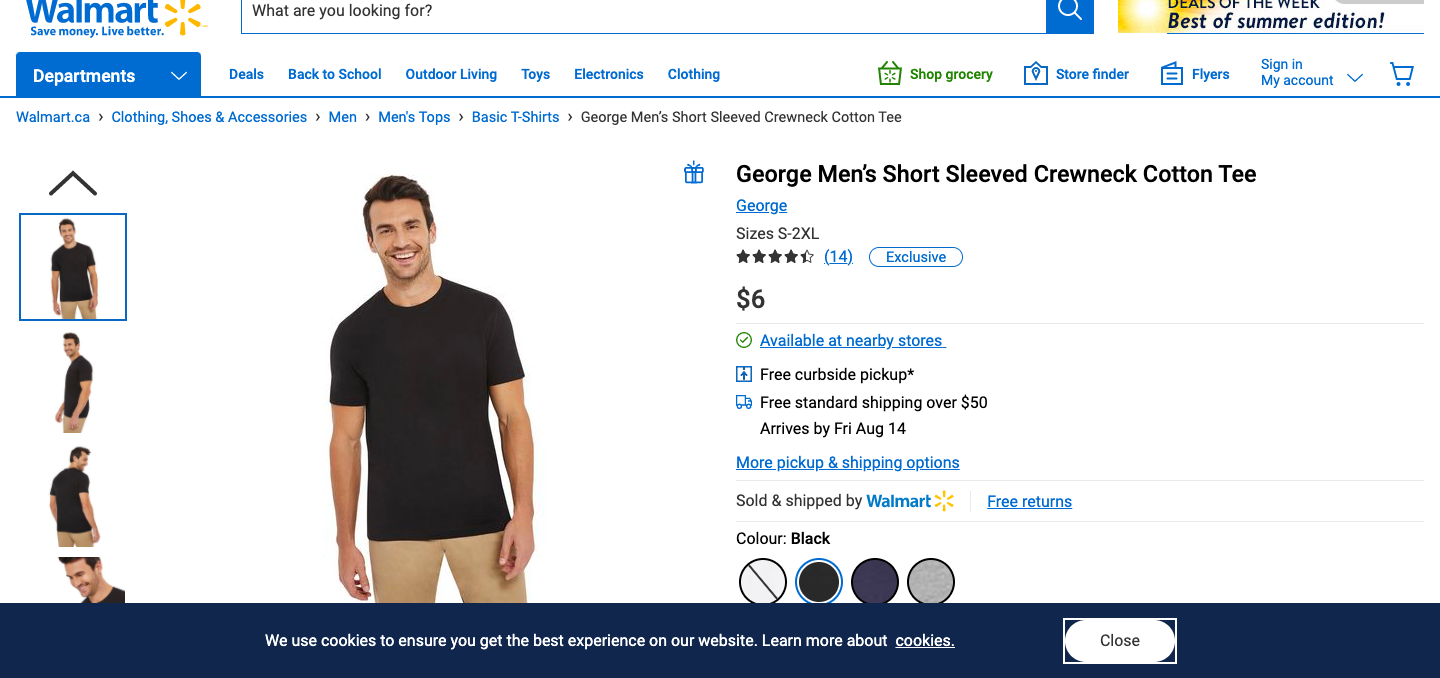 Walmart
Save money. Live better.
What are you looking for?
DEALS OF THE WEEK
Best of summer edition!
Departments
Deals
Back to School
Outdoor Living
Toys
Electronics
Clothing
Shop grocery
Store finder
Flyers
Sign in
My account
Walmart.ca › Clothing, Shoes & Accessories › Men › Men's Tops › Basic T-Shirts › George Men’s Short Sleeved Crewneck Cotton Tee
George Men’s Short Sleeved Crewneck Cotton Tee
George
Sizes S-2XL
(14) Exclusive
$6
Available at nearby stores
Free curbside pickup*
Free standard shipping over $50
Arrives by Fri Aug 14
More pickup & shipping options
Sold & shipped by Walmart
Free returns
Colour: Black
We use cookies to ensure you get the best experience on our website. Learn more about cookies.
Close